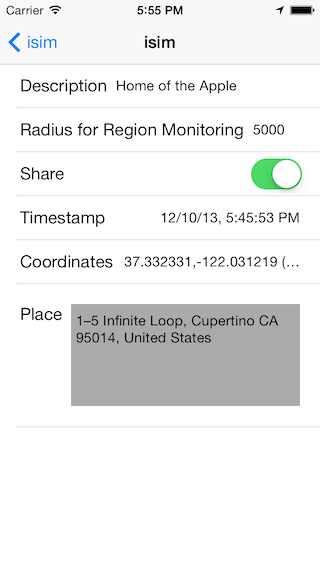 Carrier 5:55 PM
isim isim
Description Home of the Apple
Radius for Region Monitoring 5000
Share
Timestamp 12/10/13, 5:45:53 PM
Coordinates 37.332331,-122.031219 (...
Place 1–5 Infinite Loop, Cupertino CA
95014, United States